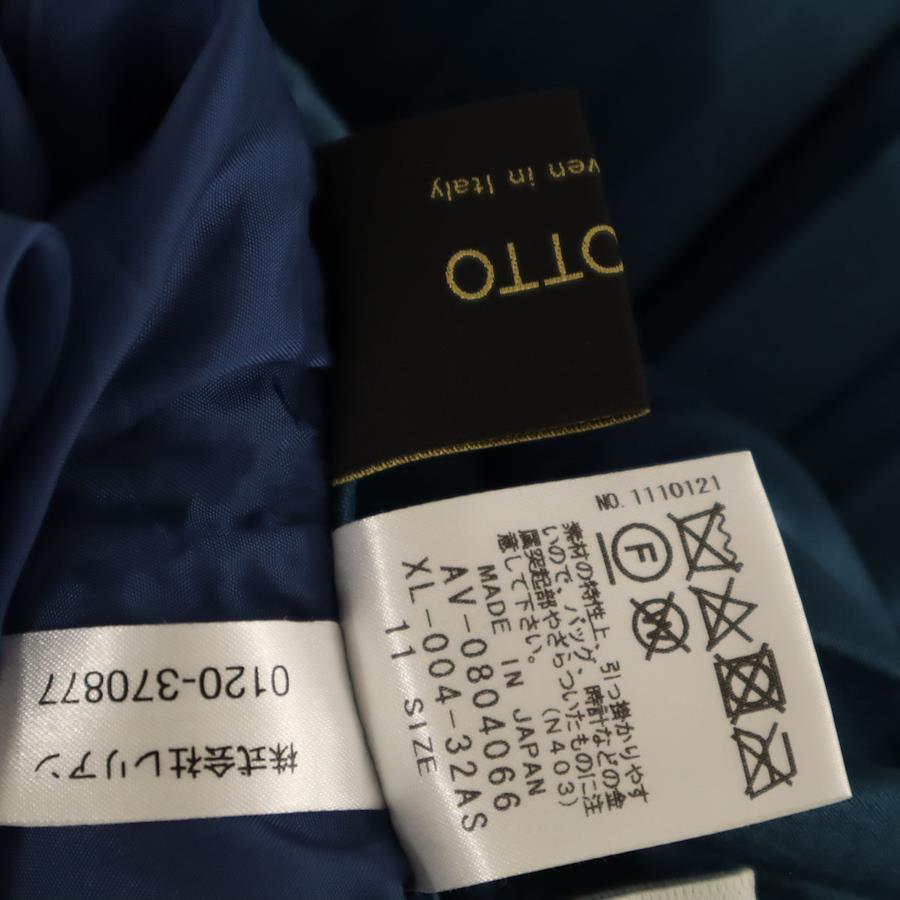 OTTO
ven in Italy
NO. 1110121
F
W
素材の特性上、引っ掛かりやす
いので、バッグ、時計などの金
属突起部やざらついたものに注
意して下さい。 (N403)
MADE IN JAPAN
AV-0804066
XL-004-32AS
11 SIZE
株式会社レリアン
0120-370877